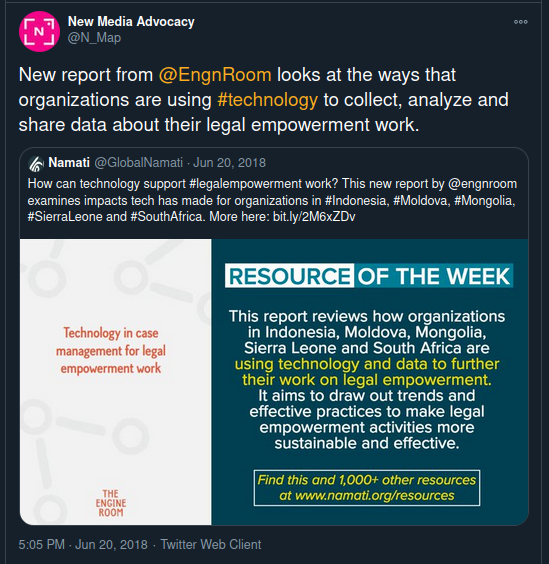 New Media Advocacy
@N_Map
N
New report from @EngnRoom looks at the ways that
organizations are using #technology to collect, analyze and
share data about their legal empowerment work.
Namati @GlobalNamati · Jun 20, 2018
How can technology support #legalempowerment work? This new report by @engnroom
examines impacts tech has made for organizations in #Indonesia, #Moldova, #Mongolia,
#SierraLeone and #SouthAfrica. More here: bit.ly/2M6xZDv
Technology in case
management for legal
empowerment work
THE
ENGINE
ROOM
RESOURCE OF THE WEEK
This report reviews how organizations
in Indonesia, Moldova, Mongolia,
Sierra Leone and South Africa are
using technology and data to further
their work on legal empowerment.
It aims to draw out trends and
effective practices to make legal
empowerment activities more
sustainable and effective.
Find this and 1,000+ other resources
at www.namati.org/resources
5:05 PM · Jun 20, 2018 · Twitter Web Client